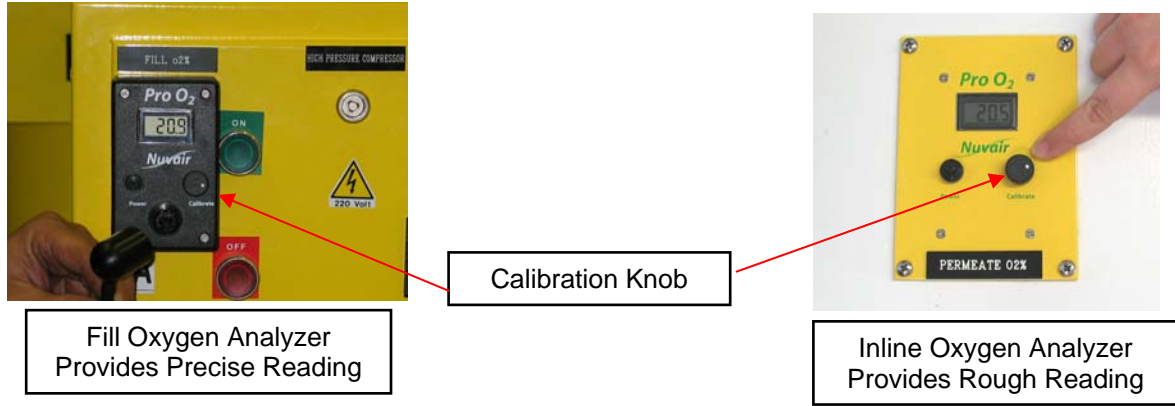 FILL o2%
HIGH PRESSURE COMPRESSOR
Pro O2
20.9
ON
Nuvair
Power
Calibrate
220 Volt
OFF
A
Fill Oxygen Analyzer
Provides Precise Reading
Calibration Knob
Pro O2
20.5
Nuvair
Power
Calibrate
PERMEATE O2%
Inline Oxygen Analyzer
Provides Rough Reading